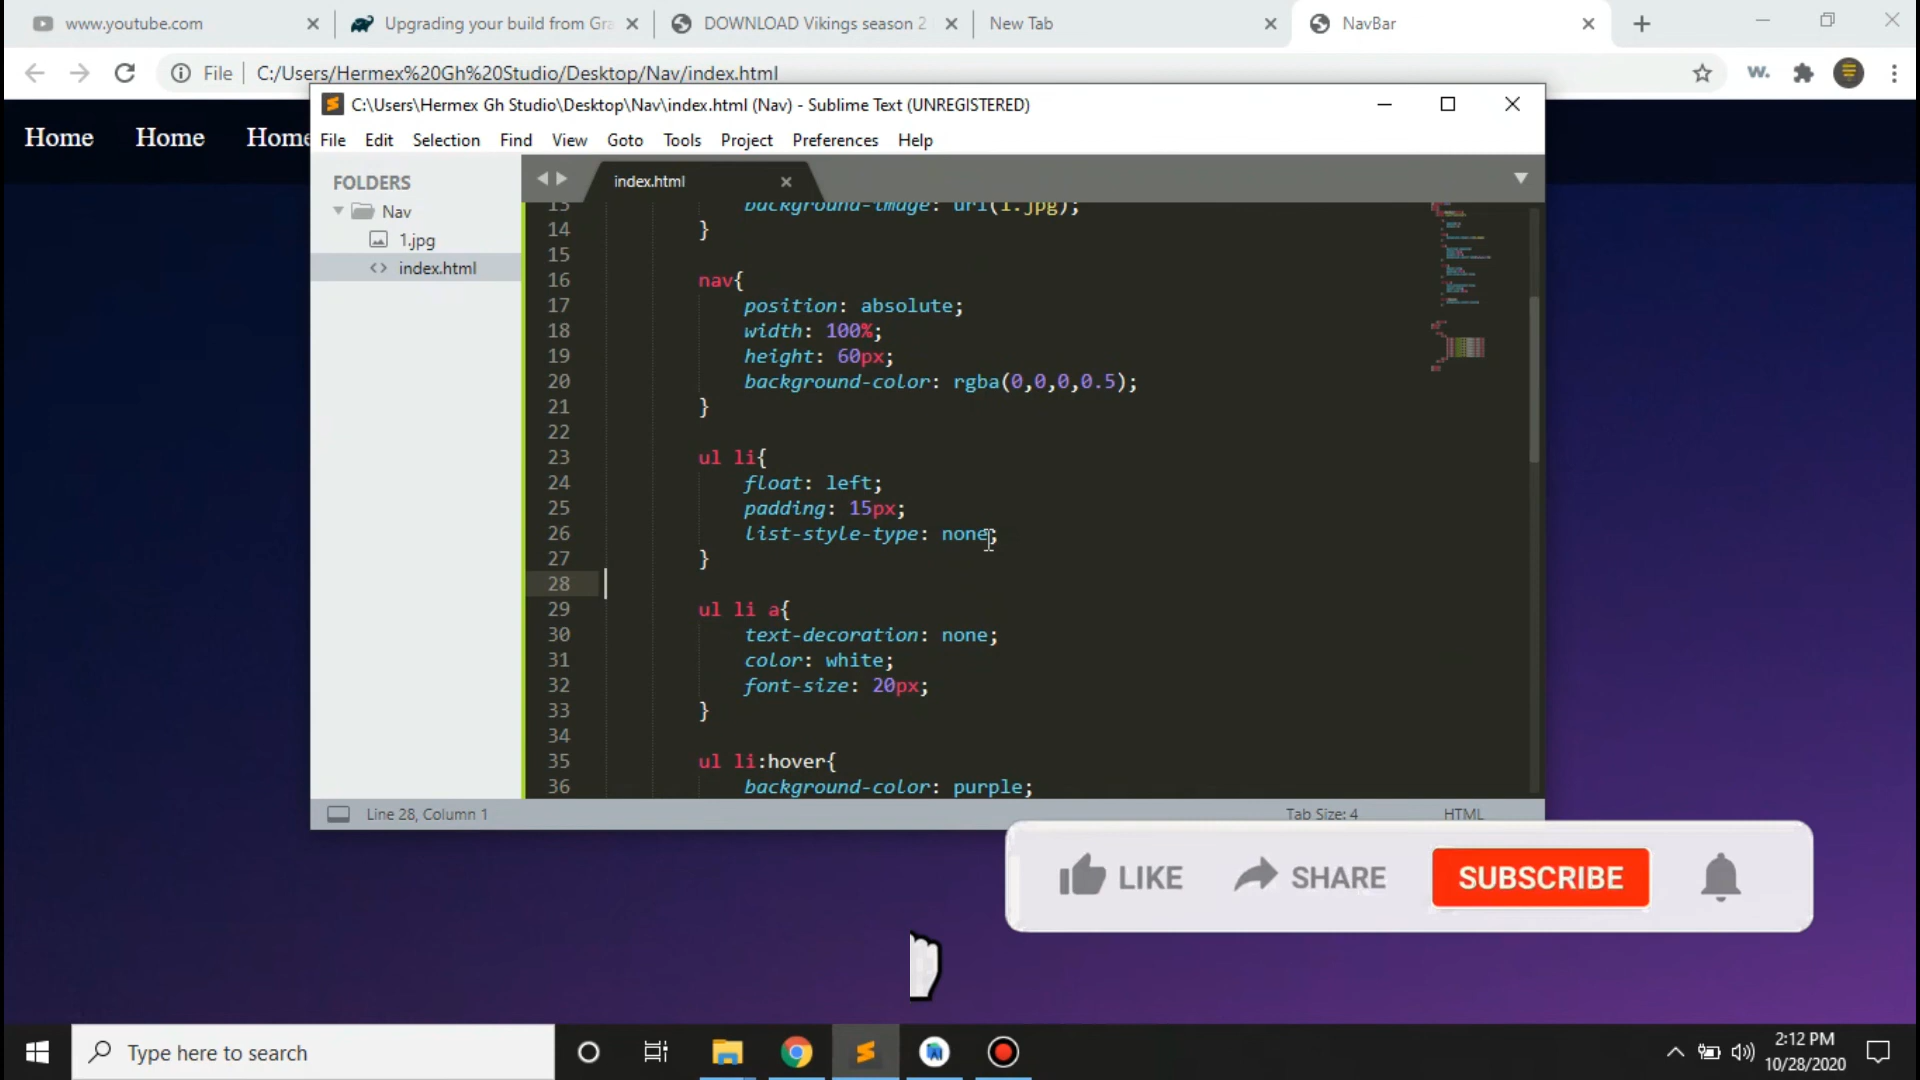 www.youtube.com
Upgrading your build from Gra
DOWNLOAD Vikings season 2
New Tab
NavBar
File
C:/Users/Hermex%20Gh%20Studio/Desktop/Nav/index.html
w.
C:\Users\Hermex Gh Studio\Desktop\Nav\index.html (Nav) - Sublime Text (UNREGISTERED)
Home Home Home
File Edit Selection Find View Goto Tools Project Preferences Help
FOLDERS
Nav
1.jpg
index.html
index.html
15 background-image: url(1.jpg);
14 }
15
16 nav{
17 position: absolute;
18 width: 100%;
19 height: 60px;
20 background-color: rgba(0,0,0,0.5);
21 }
22
23 ul li{
24 float: left;
25 padding: 15px;
26 list-style-type: none;
27 }
28
29 ul li a{
30 text-decoration: none;
31 color: white;
32 font-size: 20px;
33 }
34
35 ul li:hover{
36 background-color: purple;
Line 28, Column 1
Tab Size: 4
HTML
LIKE SHARE SUBSCRIBE
Type here to search
2:12 PM
10/28/2020